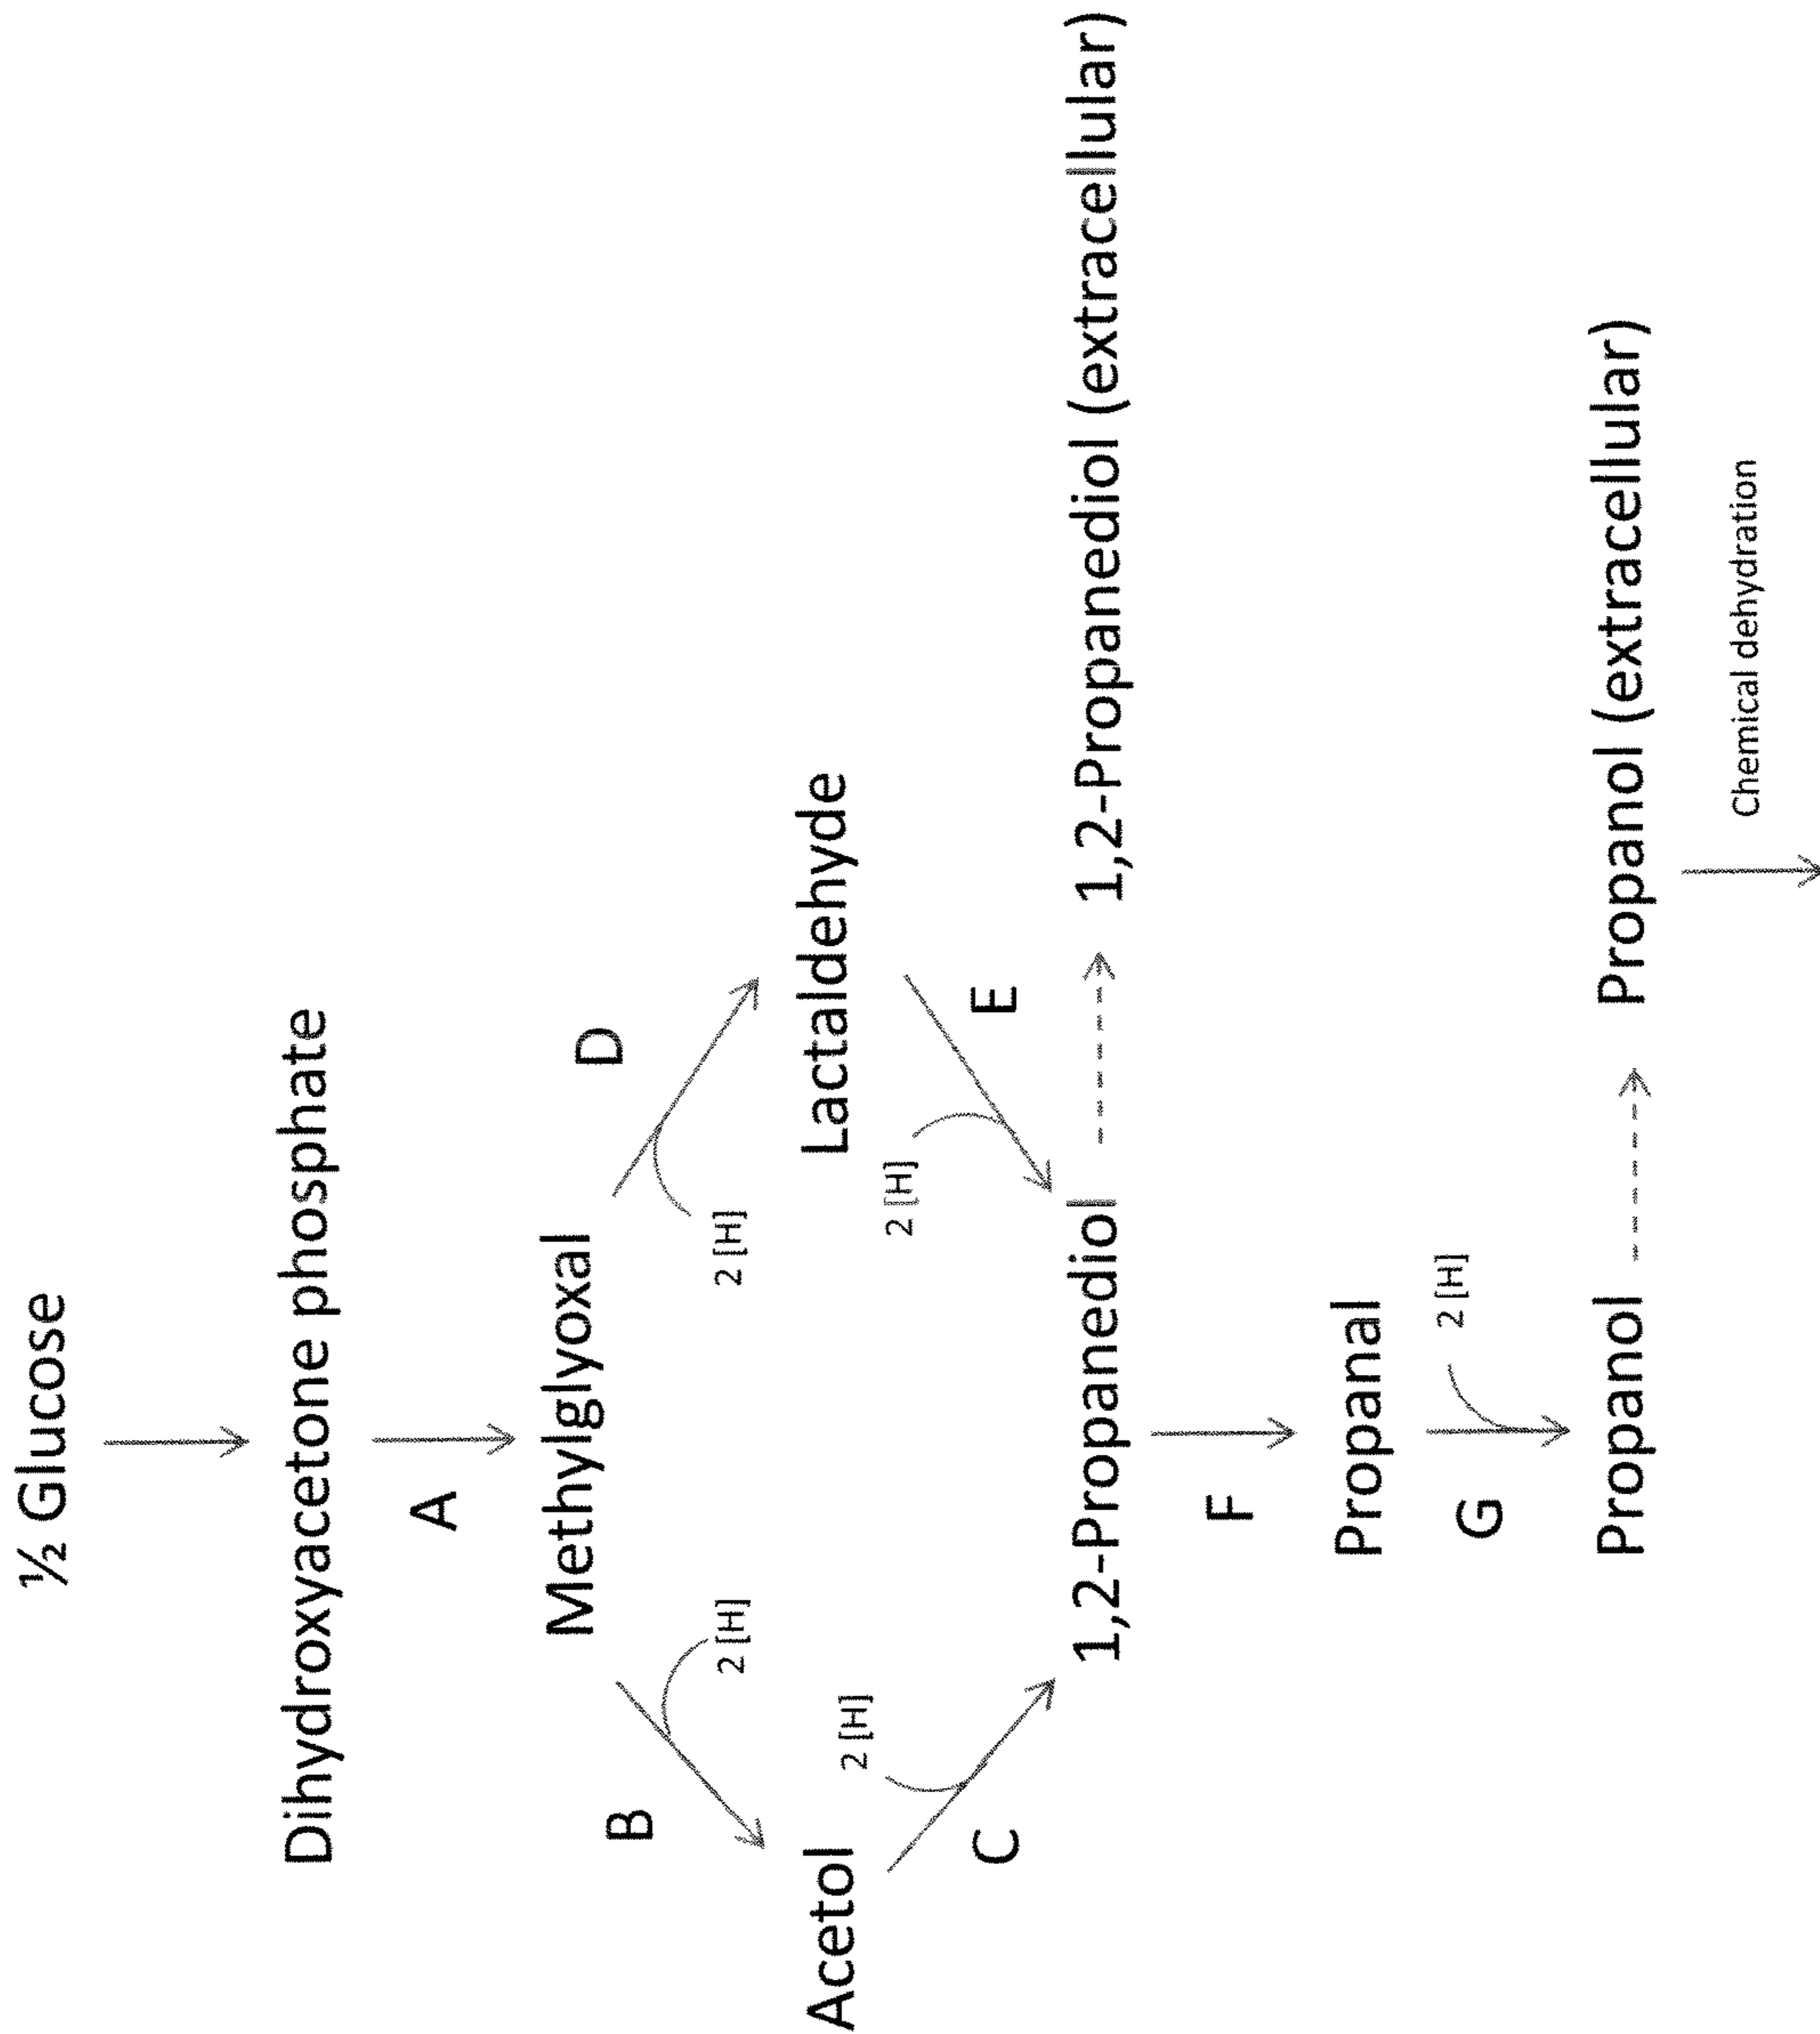 ½ Glucose
Dihydroxyacetone phosphate
A
Methylglyoxal
B
2 [H]
2 [H]
D
Acetol
2 [H]
2 [H]
Lactaldehyde
C
E
1,2-Propanediol
1,2-Propanediol (extracellular)
F
Propanal
G
2 [H]
Propanol
Propanol (extracellular)
Chemical dehydration